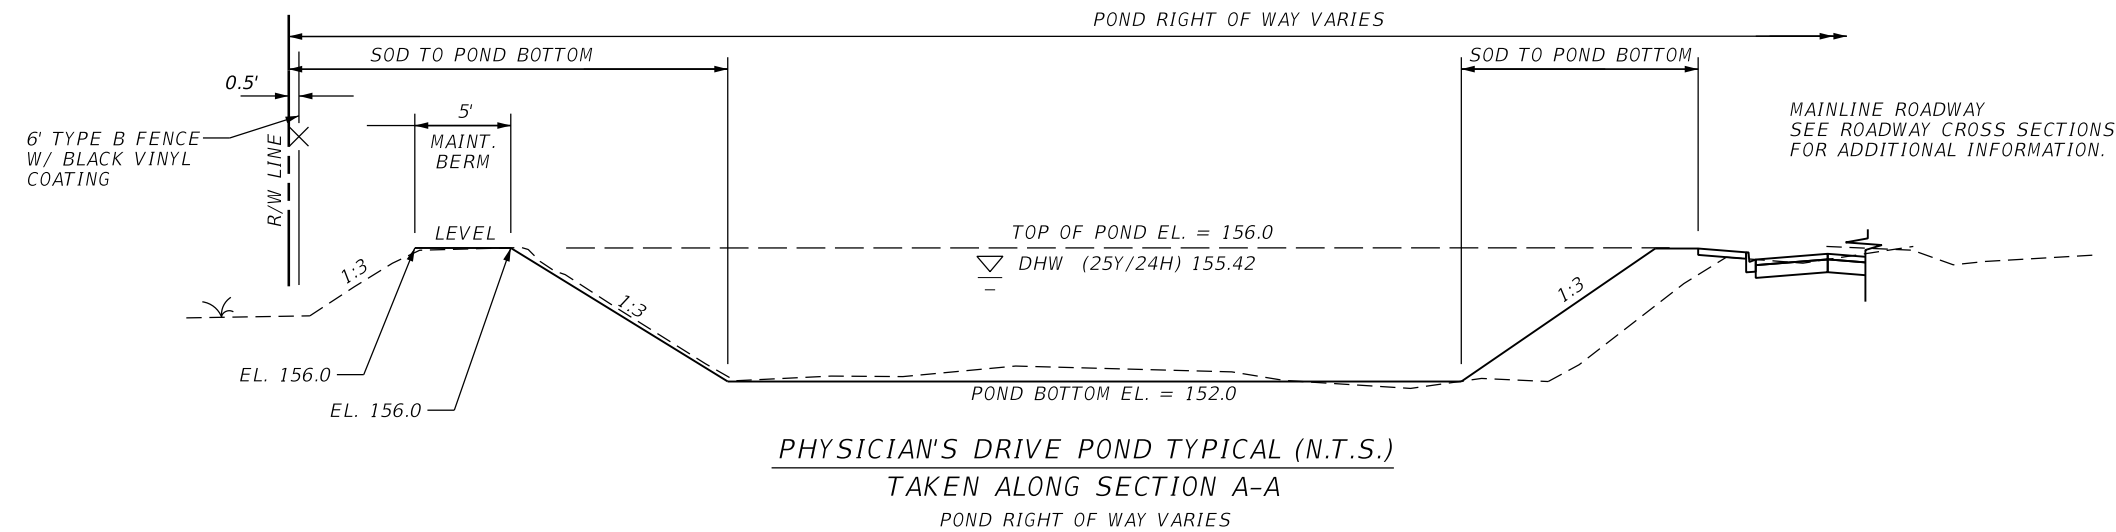 POND RIGHT OF WAY VARIES
SOD TO POND BOTTOM
SOD TO POND BOTTOM
0.5'
5'
MAINT.
BERM
6' TYPE B FENCE
W/ BLACK VINYL
COATING
R/W LINE
MAINLINE ROADWAY
SEE ROADWAY CROSS SECTIONS
FOR ADDITIONAL INFORMATION.
LEVEL
TOP OF POND EL. = 156.0
DHW (25Y/24H) 155.42
1:3
1:3
1:3
EL. 156.0
EL. 156.0
POND BOTTOM EL. = 152.0
PHYSICIAN'S DRIVE POND TYPICAL (N.T.S.)
TAKEN ALONG SECTION A-A
POND RIGHT OF WAY VARIES